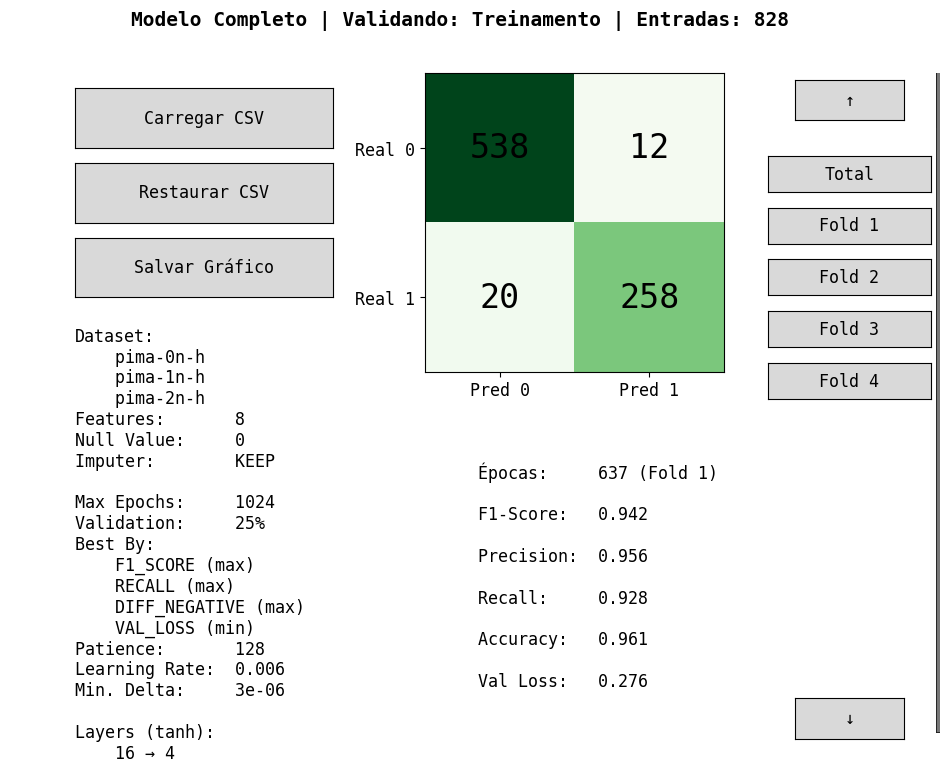 Modelo Completo | Validando: Treinamento | Entradas: 828
Carregar CSV
Restaurar CSV
Salvar Gráfico
Dataset:
    pima-0n-h
    pima-1n-h
    pima-2n-h
Features:       8
Null Value:     0
Imputer:        KEEP
Max Epochs:     1024
Validation:     25%
Best By:
    F1_SCORE (max)
    RECALL (max)
    DIFF_NEGATIVE (max)
    VAL_LOSS (min)
Patience:       128
Learning Rate:  0.006
Min. Delta:     3e-06
Layers (tanh):
    16 → 4
Real 0 538 12
Real 1 20 258
Pred 0 Pred 1
Épocas:     637 (Fold 1)
F1-Score:   0.942
Precision:  0.956
Recall:     0.928
Accuracy:   0.961
Val Loss:   0.276
↑
Total
Fold 1
Fold 2
Fold 3
Fold 4
↓